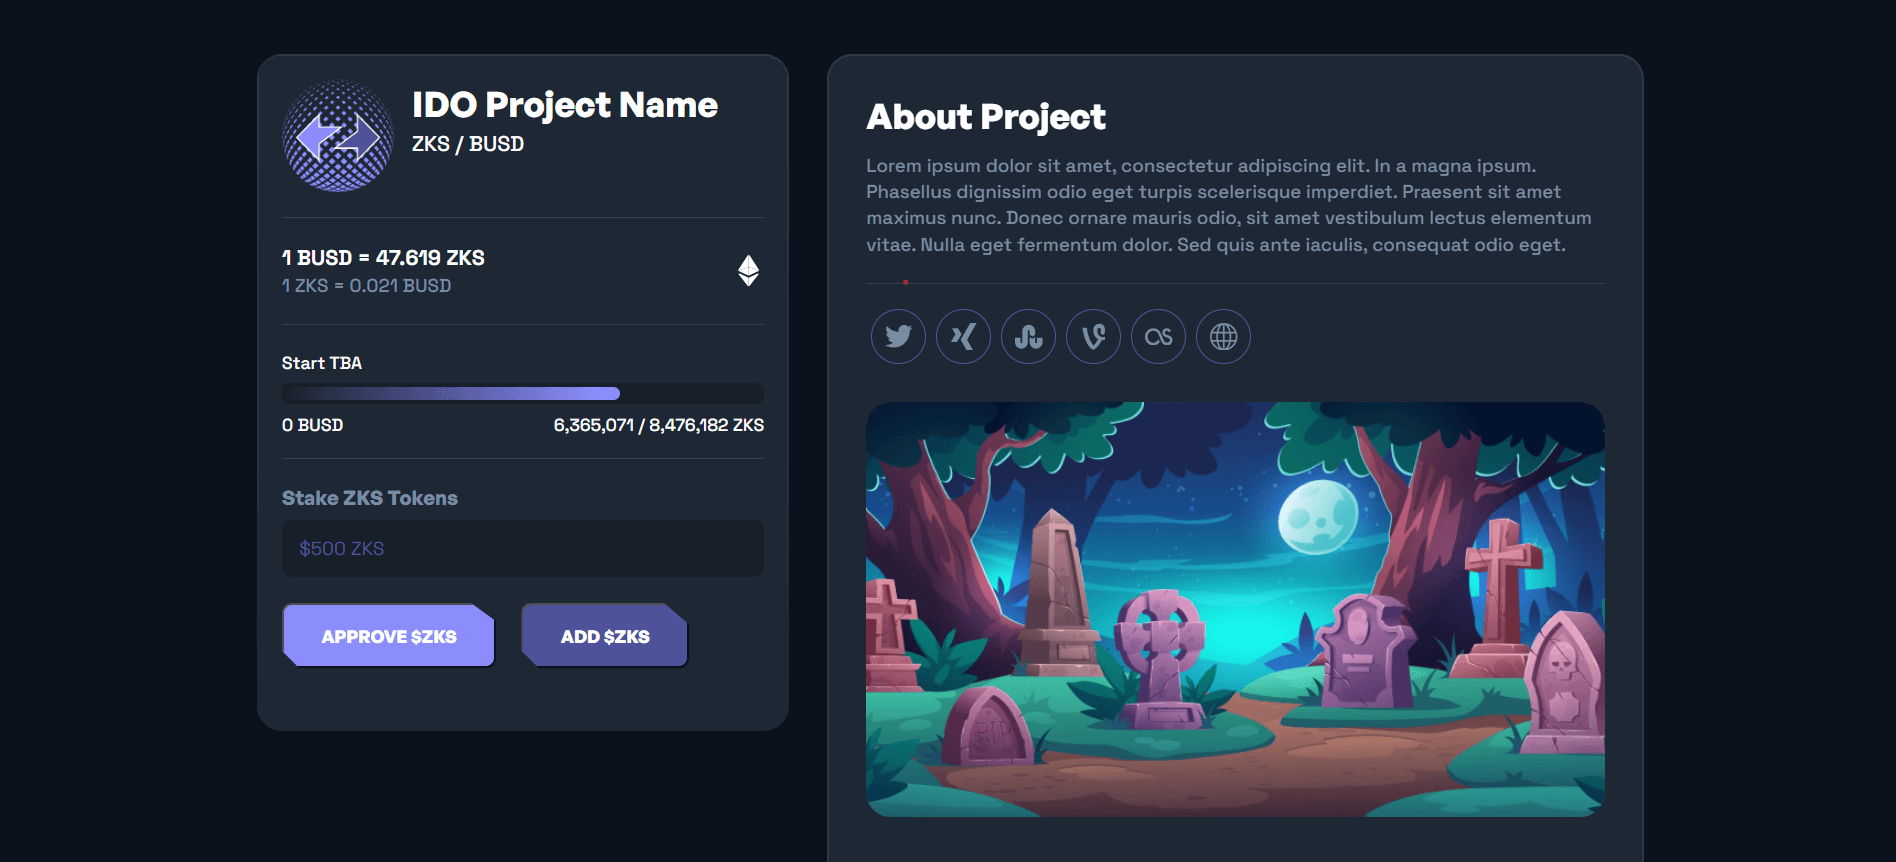 IDO Project Name
ZKS / BUSD
1 BUSD = 47.619 ZKS
1 ZKS = 0.021 BUSD
Start TBA
0 BUSD
6,365,071 / 8,476,182 ZKS
Stake ZKS Tokens
$500 ZKS
APPROVE $ZKS
ADD $ZKS
About Project
Lorem ipsum dolor sit amet, consectetur adipiscing elit. In a magna ipsum.
Phasellus dignissim odio eget turpis scelerisque imperdiet. Praesent sit amet
maximus nunc. Donec ornare mauris odio, sit amet vestibulum lectus elementum
vitae. Nulla eget fermentum dolor. Sed quis ante iaculis, consequat odio eget.
RIP